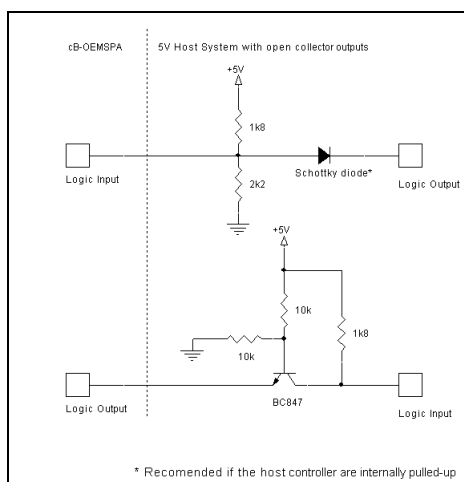 cB-OEMSPA
5V Host System with open collector outputs
+5V
1k8
Logic Input
Schottky diode*
Logic Output
2k2
+5V
10k
1k8
10k
Logic Output
BC847
Logic Input
* Recomended if the host controller are internally pulled-up